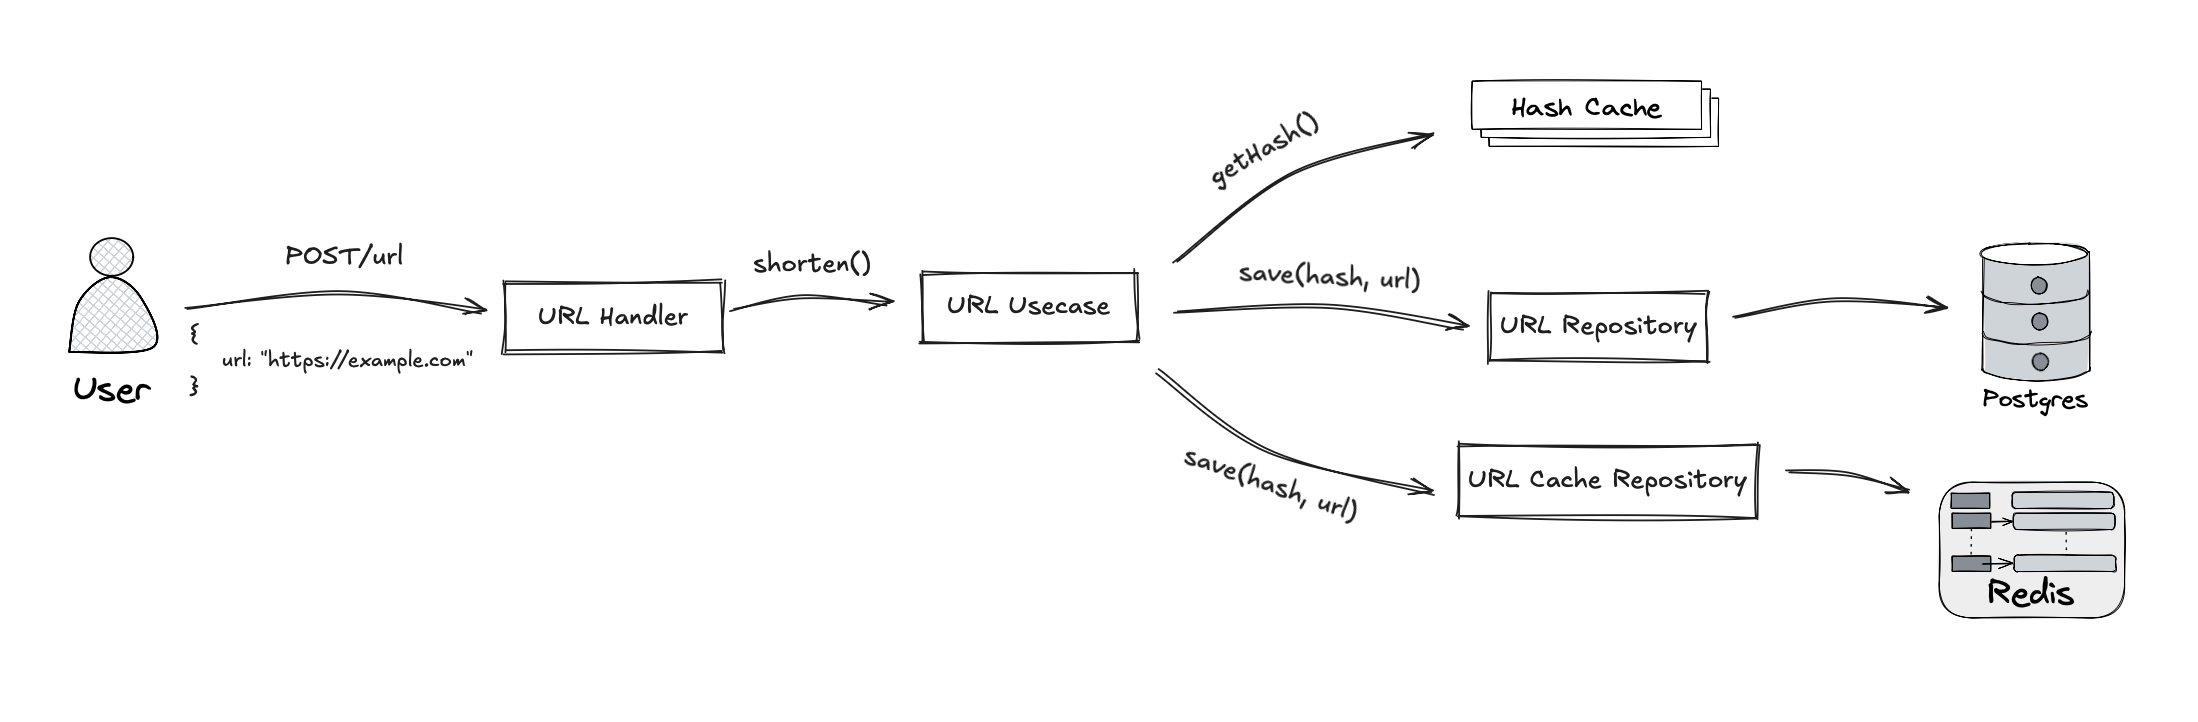 User
POST/url
{
url: "https://example.com"
}
URL Handler
shorten()
URL Usecase
getHash()
Hash Cache
save(hash, url)
URL Repository
Postgres
save(hash, url)
URL Cache Repository
Redis